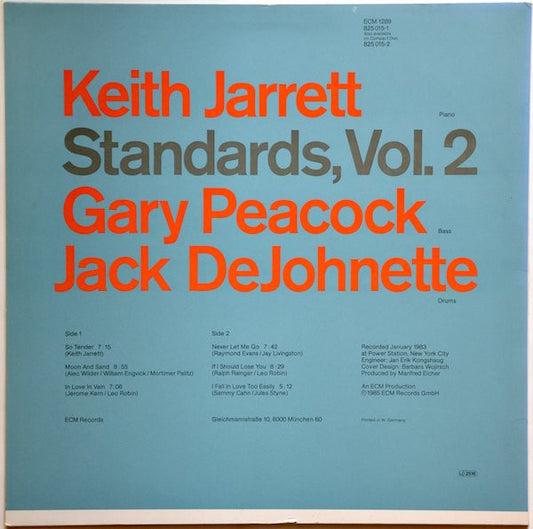 ECM 1289
825 015-1
Also available
on Compact Disc
825 015-2
Keith Jarrett
Piano
Standards, Vol. 2
Gary Peacock
Bass
Jack DeJohnette
Drums
Side 1
So Tender 7:15
(Keith Jarrett)
Moon And Sand 8:55
(Alec Wilder/William Engvick/Mortimer Palitz)
In Love In Vain 7:06
(Jerome Kern/Leo Robin)
ECM Records
Side 2
Never Let Me Go 7:42
(Raymond Evans/Jay Livingston)
If I Should Lose You 8:29
(Ralph Rainger/Leo Robin)
I Fall In Love Too Easily 5:12
(Sammy Cahn/Jules Styne)
Gleichmannstraße 10, 8000 München 60
Recorded January 1983
at Power Station, New York City
Engineer: Jan Erik Kongshaug
Cover Design: Barbara Wojirsch
Produced by Manfred Eicher
An ECM Production
Ⓟ 1985 ECM Records GmbH
Printed in W. Germany